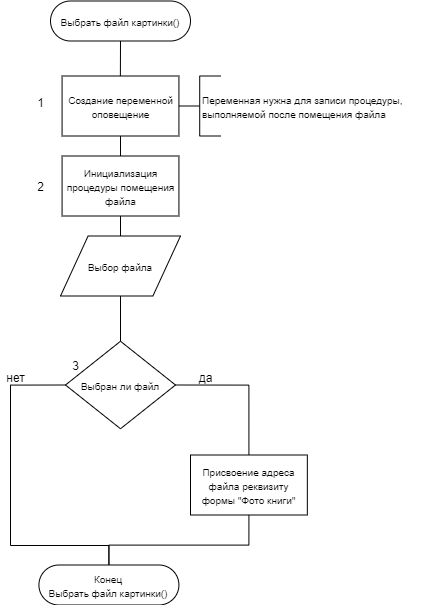 Выбрать файл картинки()
1
Создание переменной
оповещение
Переменная нужна для записи процедуры,
выполняемой после помещения файла
2
Инициализация
процедуры помещения
файла
Выбор файла
3
нет
Выбран ли файл
да
Присвоение адреса
файла реквизиту
формы "Фото книги"
Конец
Выбрать файл картинки()